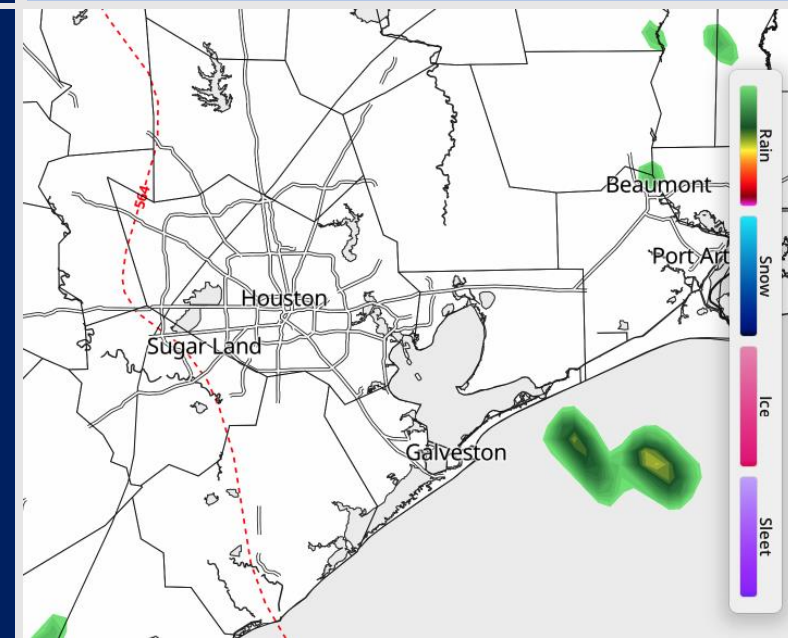 564
Beaumont
Port Art
Houston
Sugar Land
Galveston
Rain
Snow
Ice
Sleet